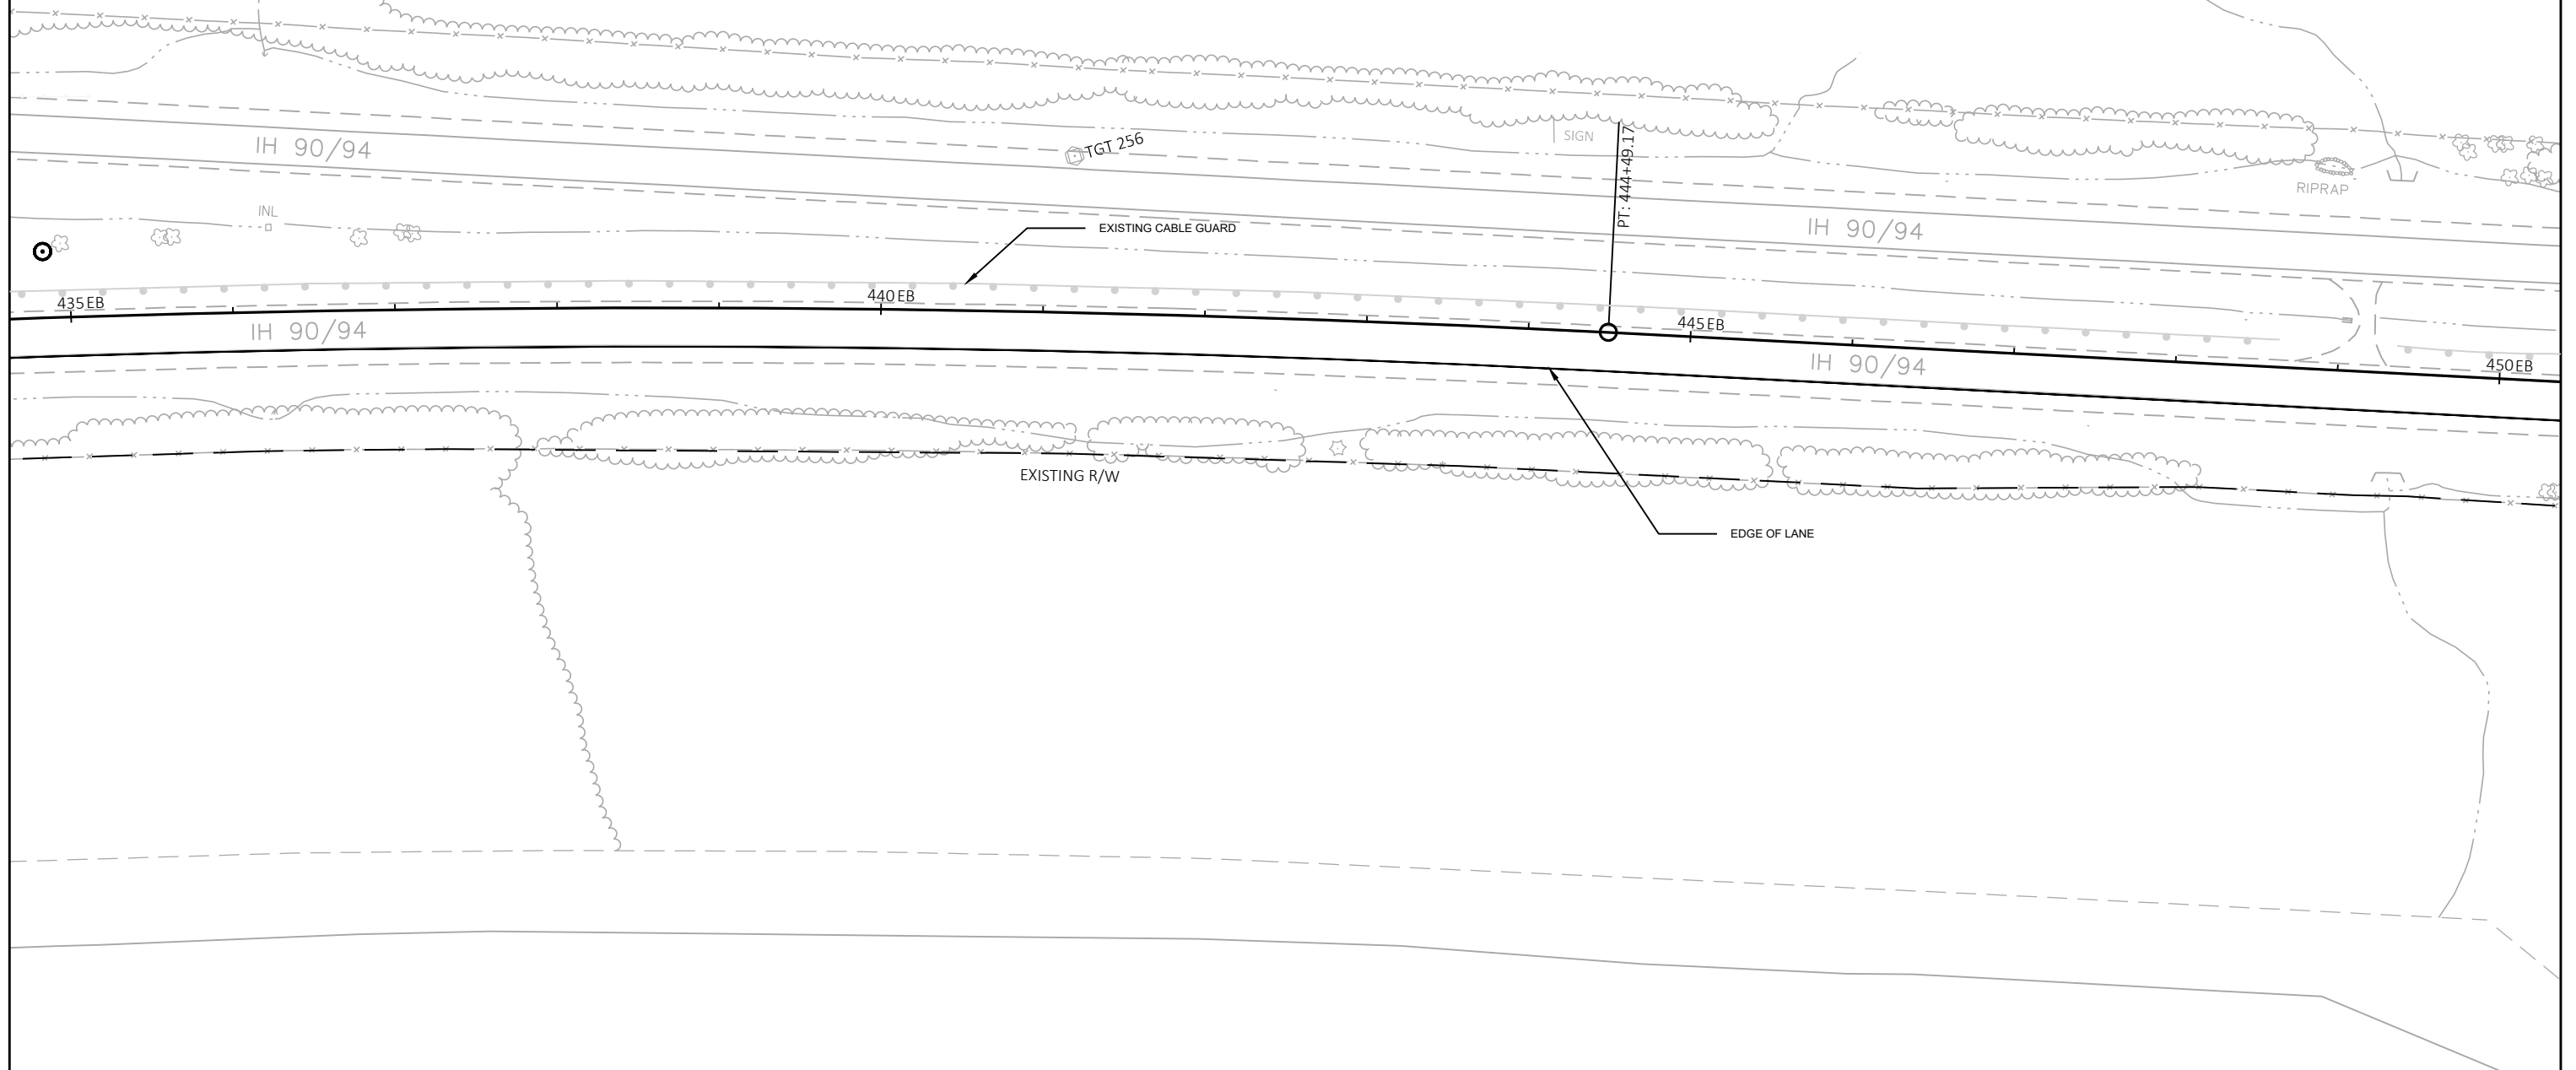 SIGN
PT: 444+49.17
TGT 256
IH 90/94
RIPRAP
INL
IH 90/94
EXISTING CABLE GUARD
435 EB
440 EB
445 EB
IH 90/94
IH 90/94
450 EB
EXISTING R/W
EDGE OF LANE